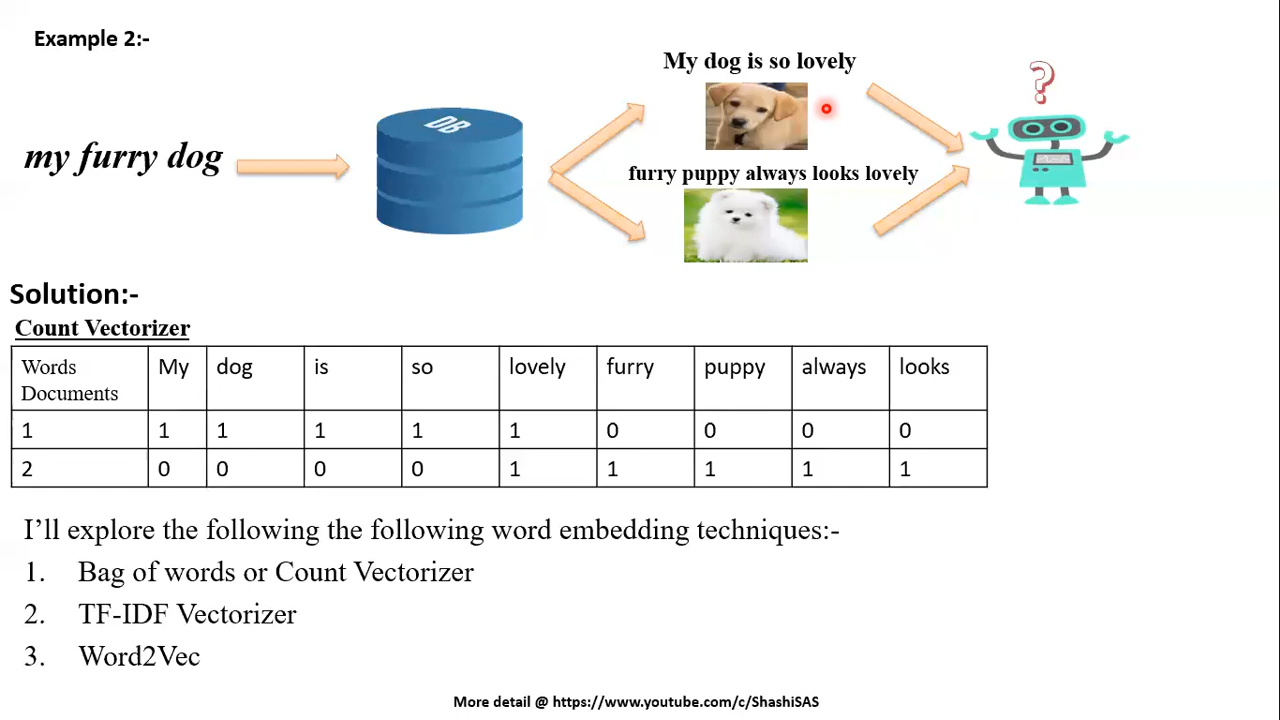 Example 2:-
My dog is so lovely
?
DB
my furry dog
furry puppy always looks lovely
Solution:-
Count Vectorizer
Words Documents My dog is so lovely furry puppy always looks
1 1 1 1 1 1 0 0 0 0
2 0 0 0 0 1 1 1 1 1
I’ll explore the following the following word embedding techniques:-
1. Bag of words or Count Vectorizer
2. TF-IDF Vectorizer
3. Word2Vec
More detail @ https://www.youtube.com/c/ShashiSAS